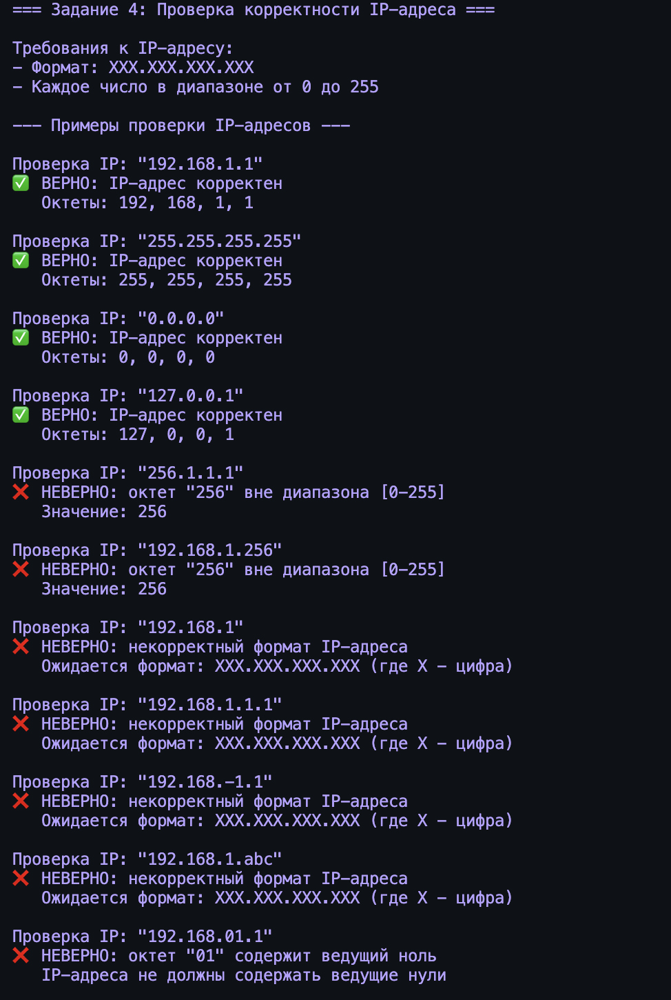 === Задание 4: Проверка корректности IP-адреса ===
Требования к IP-адресу:
- Формат: XXX.XXX.XXX.XXX
- Каждое число в диапазоне от 0 до 255
--- Примеры проверки IP-адресов ---
Проверка IP: "192.168.1.1"
✅ ВЕРНО: IP-адрес корректен
Октеты: 192, 168, 1, 1
Проверка IP: "255.255.255.255"
✅ ВЕРНО: IP-адрес корректен
Октеты: 255, 255, 255, 255
Проверка IP: "0.0.0.0"
✅ ВЕРНО: IP-адрес корректен
Октеты: 0, 0, 0, 0
Проверка IP: "127.0.0.1"
✅ ВЕРНО: IP-адрес корректен
Октеты: 127, 0, 0, 1
Проверка IP: "256.1.1.1"
❌ НЕВЕРНО: октет "256" вне диапазона [0-255]
Значение: 256
Проверка IP: "192.168.1.256"
❌ НЕВЕРНО: октет "256" вне диапазона [0-255]
Значение: 256
Проверка IP: "192.168.1"
❌ НЕВЕРНО: некорректный формат IP-адреса
Ожидается формат: XXX.XXX.XXX.XXX (где X - цифра)
Проверка IP: "192.168.1.1.1"
❌ НЕВЕРНО: некорректный формат IP-адреса
Ожидается формат: XXX.XXX.XXX.XXX (где X - цифра)
Проверка IP: "192.168.-1.1"
❌ НЕВЕРНО: некорректный формат IP-адреса
Ожидается формат: XXX.XXX.XXX.XXX (где X - цифра)
Проверка IP: "192.168.1.abc"
❌ НЕВЕРНО: некорректный формат IP-адреса
Ожидается формат: XXX.XXX.XXX.XXX (где X - цифра)
Проверка IP: "192.168.01.1"
❌ НЕВЕРНО: октет "01" содержит ведущий ноль
IP-адреса не должны содержать ведущие нули